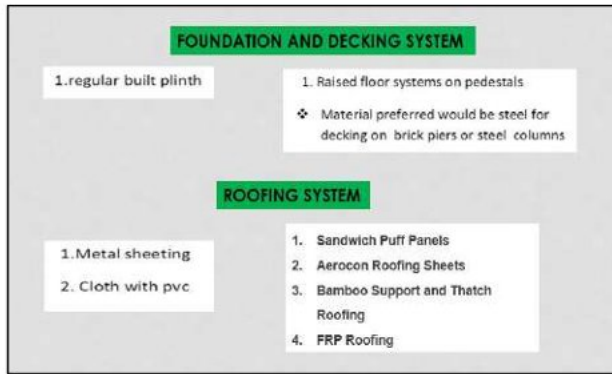 FOUNDATION AND DECKING SYSTEM
1.regular built plinth
1. Raised floor systems on pedestals
❖ Material preferred would be steel for
decking on brick piers or steel columns
ROOFING SYSTEM
1.Metal sheeting
2. Cloth with pvc
1. Sandwich Puff Panels
2. Aerocon Roofing Sheets
3. Bamboo Support and Thatch
Roofing
4. FRP Roofing